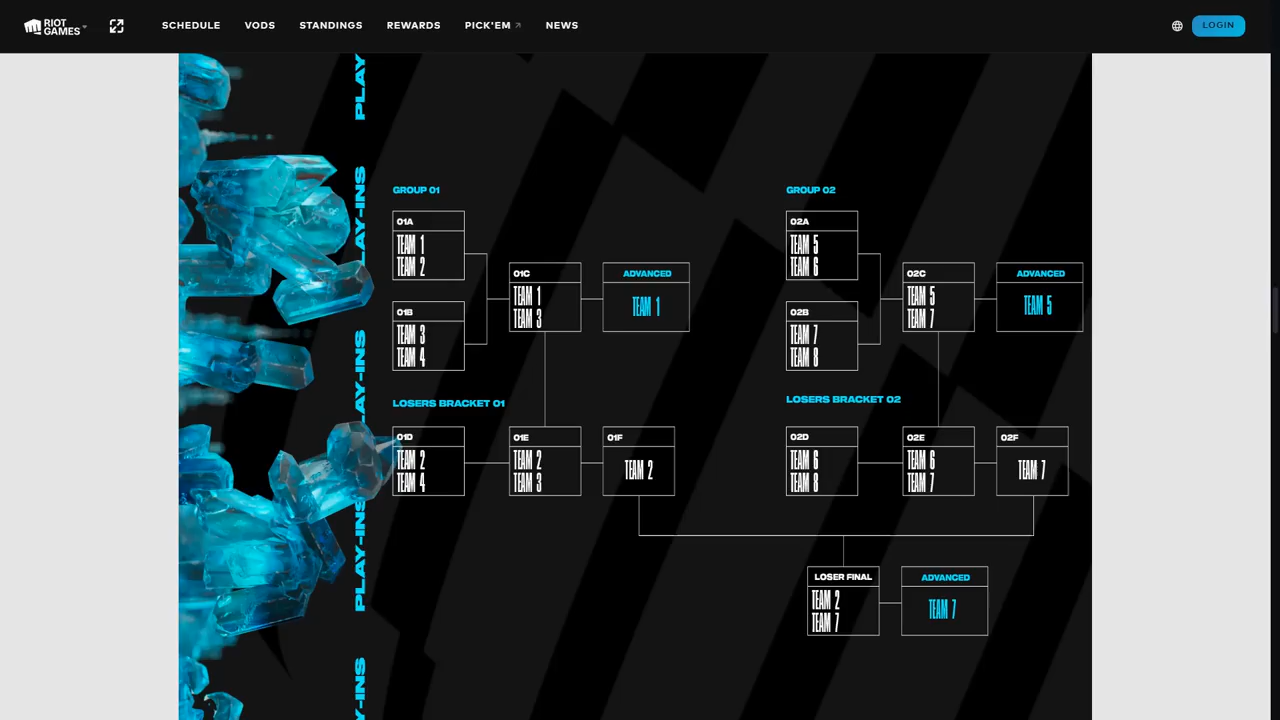 RIOT GAMES
SCHEDULE
VODS
STANDINGS
REWARDS
PICK'EM
NEWS
LOGIN
PLAY
PLAY-INS
PLAY-INS
PLAY-INS
PLAY-INS
GROUP 01
01A
TEAM 1
TEAM 2
01B
TEAM 3
TEAM 4
01C
TEAM 1
TEAM 3
ADVANCED
TEAM 1
LOSERS BRACKET 01
01D
TEAM 2
TEAM 4
01E
TEAM 2
TEAM 3
01F
TEAM 2
GROUP 02
02A
TEAM 5
TEAM 6
02B
TEAM 7
TEAM 8
02C
TEAM 5
TEAM 7
ADVANCED
TEAM 5
LOSERS BRACKET 02
02D
TEAM 6
TEAM 8
02E
TEAM 6
TEAM 7
02F
TEAM 7
LOSER FINAL
TEAM 2
TEAM 7
ADVANCED
TEAM 7